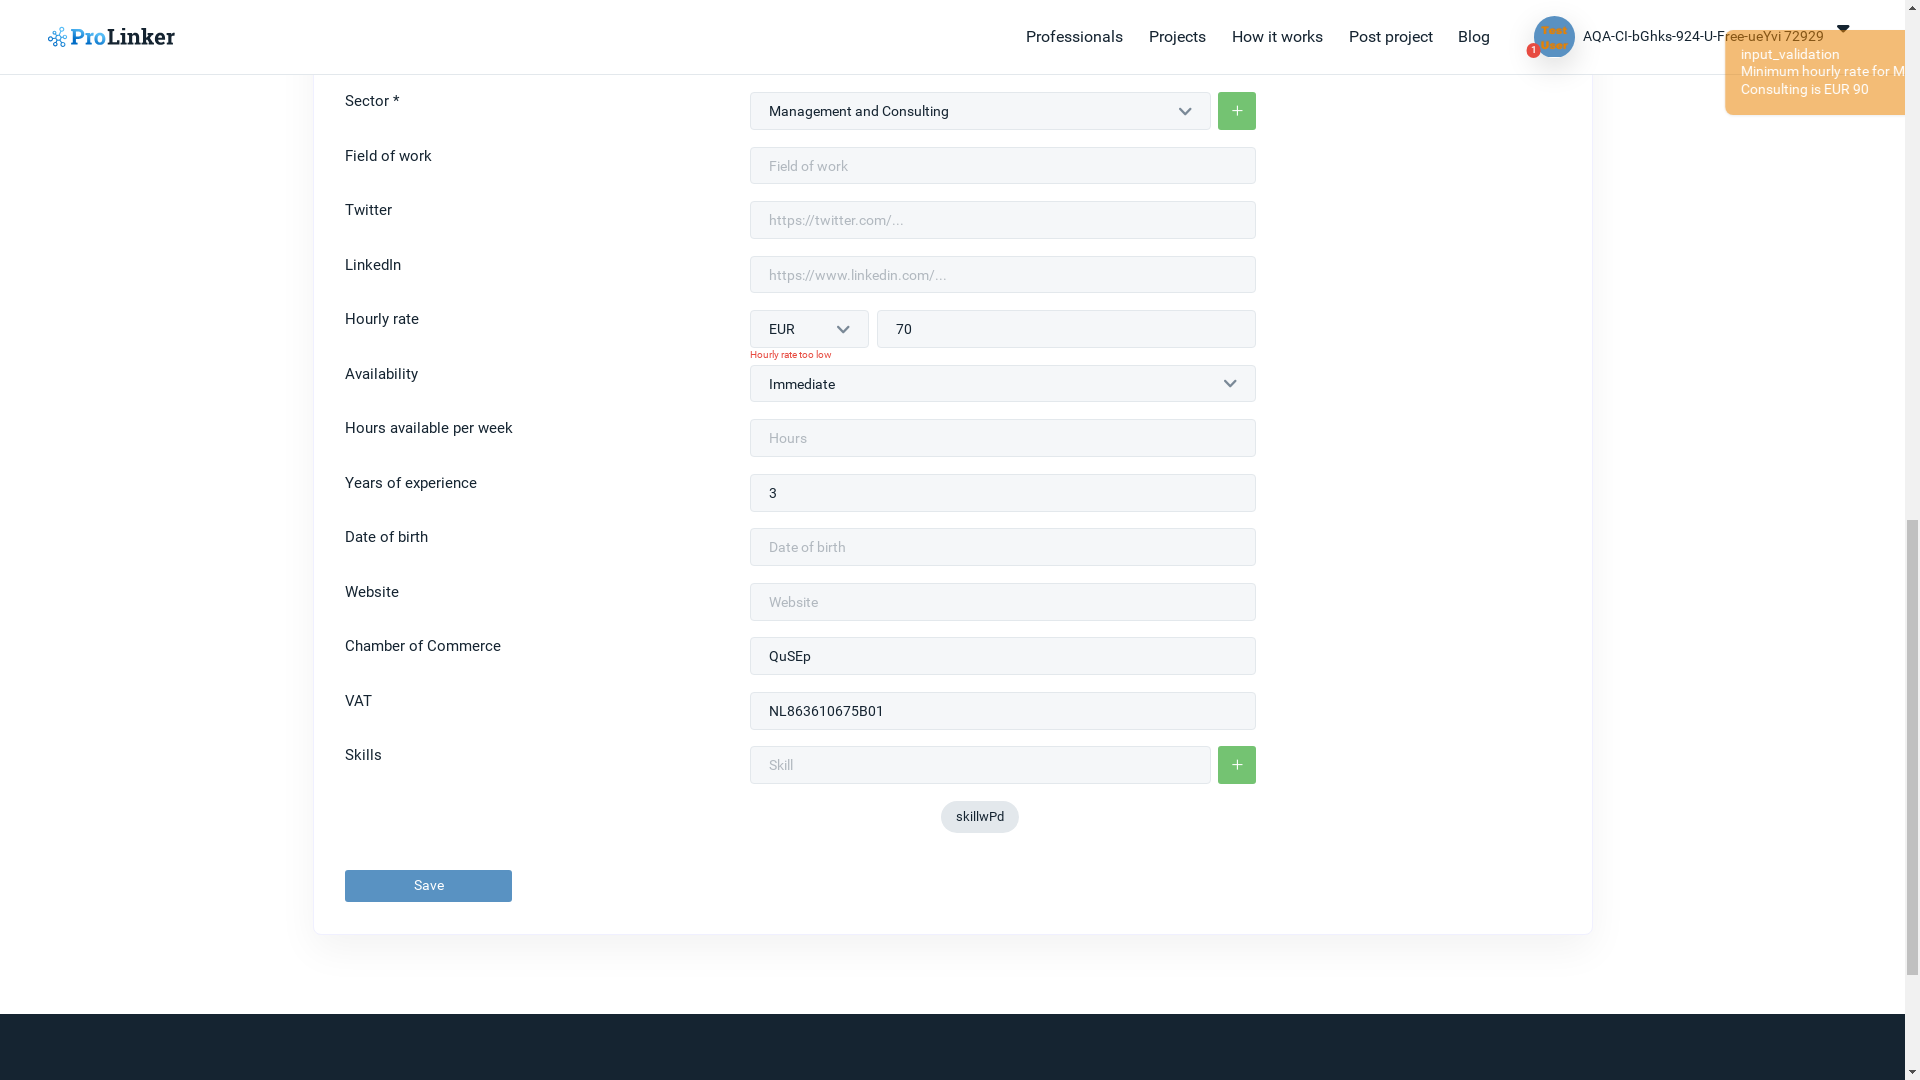 ProLinker
Professionals
Projects
How it works
Post project
Blog
Test
User
1
AQA-CI-bGhks-924-U-Free-ueYvi 72929
input_validation
Minimum hourly rate for M
Consulting is EUR 90
Sector *
Management and Consulting
+
Field of work
Field of work
Twitter
https://twitter.com/...
LinkedIn
https://www.linkedin.com/...
Hourly rate
EUR
70
Hourly rate too low
Availability
Immediate
Hours available per week
Hours
Years of experience
3
Date of birth
Date of birth
Website
Website
Chamber of Commerce
QuSEp
VAT
NL863610675B01
Skills
Skill
+
skillwPd
Save